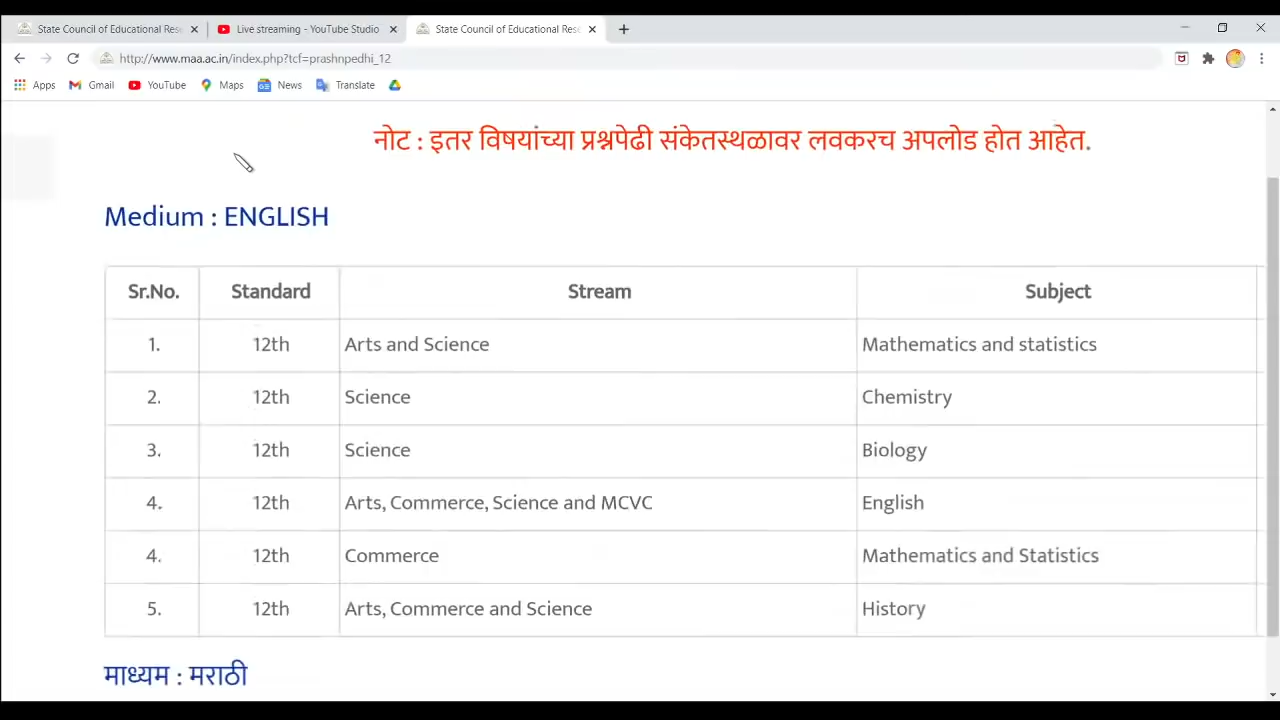 State Council of Educational Res
Live streaming - YouTube Studio
State Council of Educational Resc
http://www.maa.ac.in/index.php?tcf=prashnpedhi_12
Apps Gmail YouTube Maps News Translate
नोट : इतर विषयांच्या प्रश्नपेढी संकेतस्थळावर लवकरच अपलोड होत आहेत.
Medium : ENGLISH
Sr.No. Standard Stream Subject
1. 12th Arts and Science Mathematics and statistics
2. 12th Science Chemistry
3. 12th Science Biology
4. 12th Arts, Commerce, Science and MCVC English
4. 12th Commerce Mathematics and Statistics
5. 12th Arts, Commerce and Science History
माध्यम : मराठी